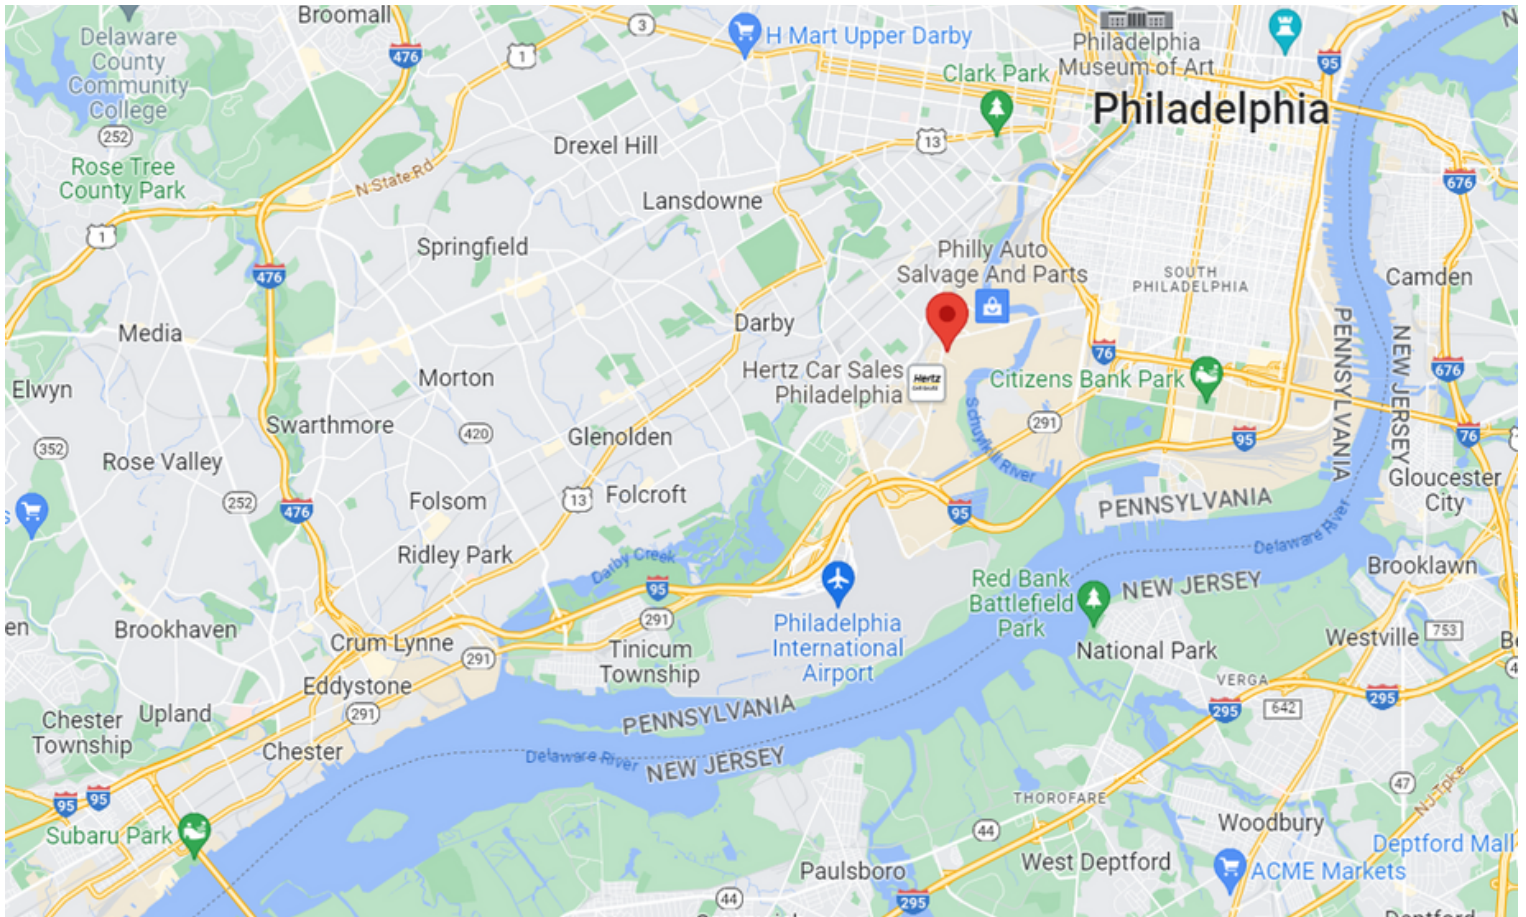 Broomall
476
3
1
H Mart Upper Darby
Philadelphia
Museum of Art
95
Delaware
County
Community
College
Clark Park
Philadelphia
252
Drexel Hill
13
Rose Tree
County Park
N State Rd
676
Lansdowne
1
Springfield
476
Philly Auto
Salvage And Parts
SOUTH
PHILADELPHIA
Camden
Media
Darby
76
PENNSYLVANIA
NEW JERSEY
Elwyn
Morton
Hertz Car Sales
Philadelphia
Hertz
Citizens Bank Park
676
Swarthmore
420
Glenolden
Schuylkill River
291
95
76
352
Rose Valley
252
476
Folsom
13
Folcroft
95
PENNSYLVANIA
Gloucester
City
Delaware River
Ridley Park
Darby Creek
95
Red Bank
Battlefield
Park
NEW JERSEY
Brooklawn
en
Brookhaven
Crum Lynne
291
291
Tinicum
Township
Philadelphia
International
Airport
National Park
Westville
753
VERGA
Eddystone
291
295
642
295
Chester
Township
Upland
Chester
PENNSYLVANIA
Delaware River
NEW JERSEY
95
95
Subaru Park
THOROFARE
47
NJ Tpke
44
Woodbury
Deptford Mall
Paulsboro
West Deptford
ACME Markets
44
295
Deptford